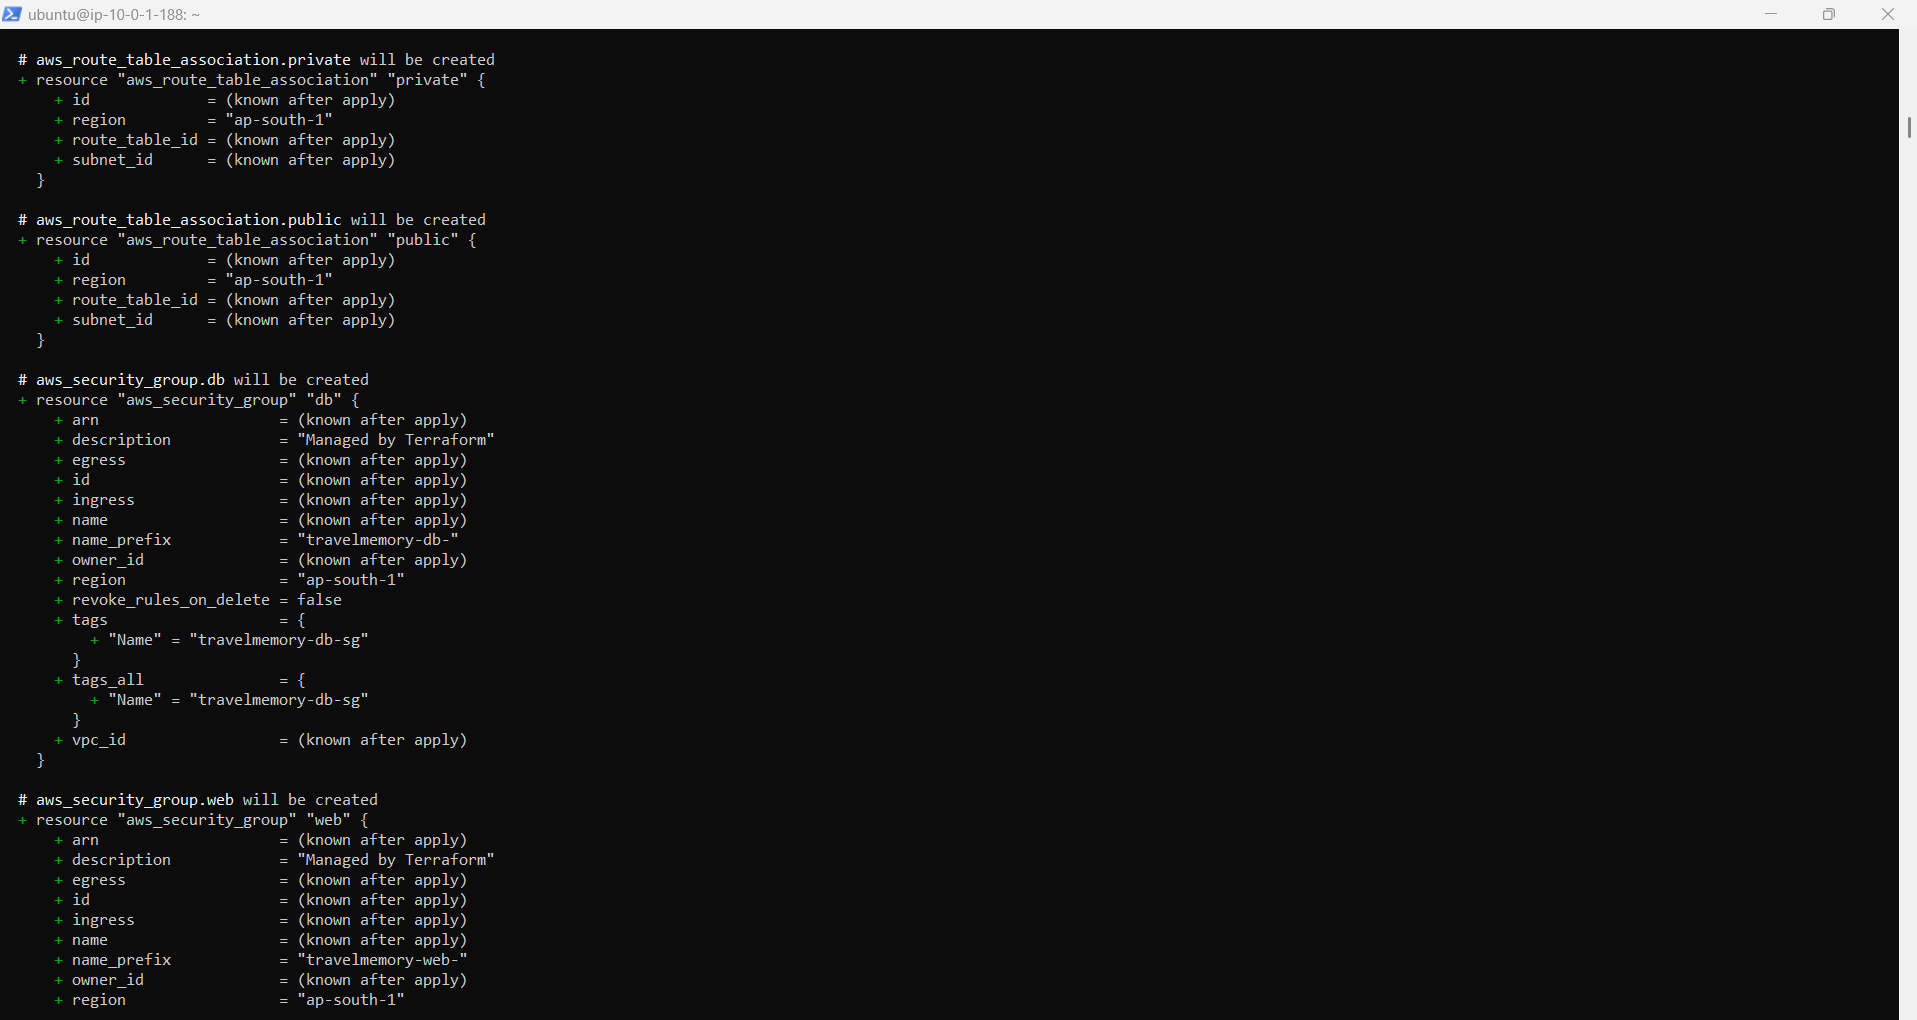 ubuntu@ip-10-0-1-188: ~
# aws_route_table_association.private will be created
+ resource "aws_route_table_association" "private" {
    + id             = (known after apply)
    + region         = "ap-south-1"
    + route_table_id = (known after apply)
    + subnet_id      = (known after apply)
  }
# aws_route_table_association.public will be created
+ resource "aws_route_table_association" "public" {
    + id             = (known after apply)
    + region         = "ap-south-1"
    + route_table_id = (known after apply)
    + subnet_id      = (known after apply)
  }
# aws_security_group.db will be created
+ resource "aws_security_group" "db" {
    + arn                    = (known after apply)
    + description            = "Managed by Terraform"
    + egress                 = (known after apply)
    + id                     = (known after apply)
    + ingress                = (known after apply)
    + name                   = (known after apply)
    + name_prefix            = "travelmemory-db-"
    + owner_id               = (known after apply)
    + region                 = "ap-south-1"
    + revoke_rules_on_delete = false
    + tags                   = {
        + "Name" = "travelmemory-db-sg"
      }
    + tags_all               = {
        + "Name" = "travelmemory-db-sg"
      }
    + vpc_id                 = (known after apply)
  }
# aws_security_group.web will be created
+ resource "aws_security_group" "web" {
    + arn                    = (known after apply)
    + description            = "Managed by Terraform"
    + egress                 = (known after apply)
    + id                     = (known after apply)
    + ingress                = (known after apply)
    + name                   = (known after apply)
    + name_prefix            = "travelmemory-web-"
    + owner_id               = (known after apply)
    + region                 = "ap-south-1"